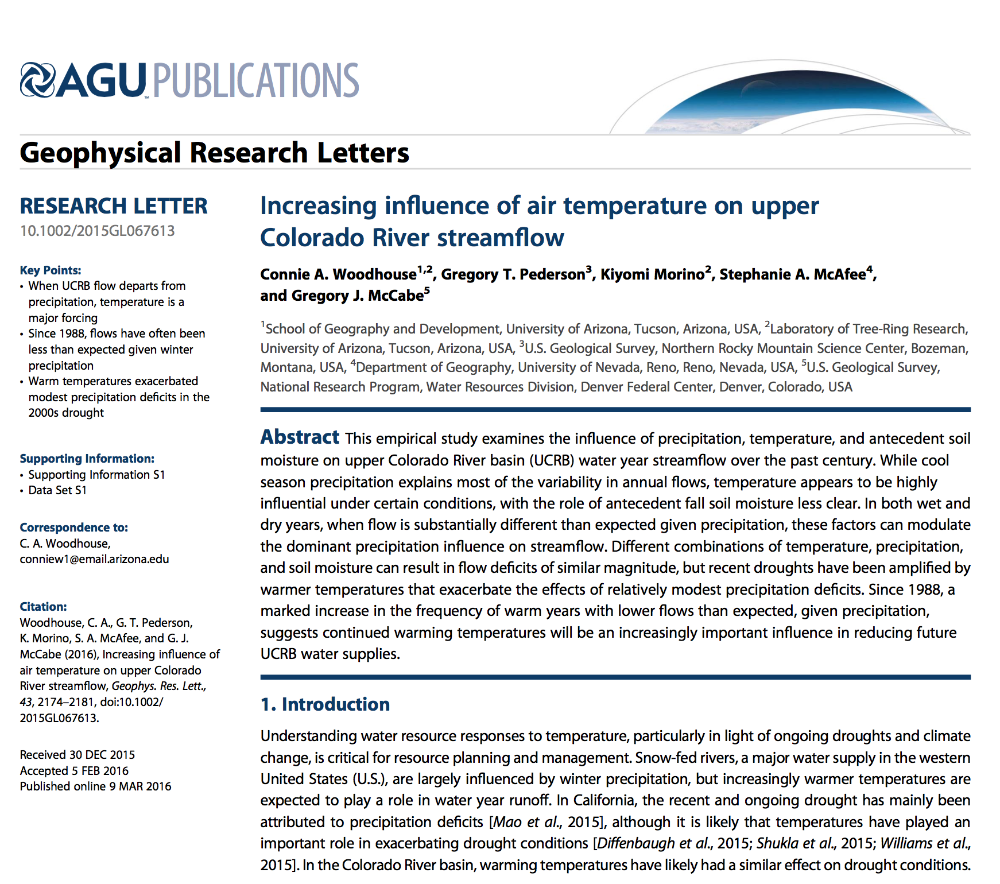 AGU PUBLICATIONS
™
Geophysical Research Letters
RESEARCH LETTER
10.1002/2015GL067613
Key Points:
• When UCRB flow departs from
precipitation, temperature is a
major forcing
• Since 1988, flows have often been
less than expected given winter
precipitation
• Warm temperatures exacerbated
modest precipitation deficits in the
2000s drought
Supporting Information:
• Supporting Information S1
• Data Set S1
Correspondence to:
C. A. Woodhouse,
conniew1@email.arizona.edu
Citation:
Woodhouse, C. A., G. T. Pederson,
K. Morino, S. A. McAfee, and G. J.
McCabe (2016), Increasing influence of
air temperature on upper Colorado
River streamflow, Geophys. Res. Lett.,
43, 2174–2181, doi:10.1002/
2015GL067613.
Received 30 DEC 2015
Accepted 5 FEB 2016
Published online 9 MAR 2016
Increasing influence of air temperature on upper
Colorado River streamflow
Connie A. Woodhouse1,2, Gregory T. Pederson3, Kiyomi Morino2, Stephanie A. McAfee4,
and Gregory J. McCabe5
1School of Geography and Development, University of Arizona, Tucson, Arizona, USA, 2Laboratory of Tree-Ring Research,
University of Arizona, Tucson, Arizona, USA, 3U.S. Geological Survey, Northern Rocky Mountain Science Center, Bozeman,
Montana, USA, 4Department of Geography, University of Nevada, Reno, Reno, Nevada, USA, 5U.S. Geological Survey,
National Research Program, Water Resources Division, Denver Federal Center, Denver, Colorado, USA
Abstract This empirical study examines the influence of precipitation, temperature, and antecedent soil
moisture on upper Colorado River basin (UCRB) water year streamflow over the past century. While cool
season precipitation explains most of the variability in annual flows, temperature appears to be highly
influential under certain conditions, with the role of antecedent fall soil moisture less clear. In both wet and
dry years, when flow is substantially different than expected given precipitation, these factors can modulate
the dominant precipitation influence on streamflow. Different combinations of temperature, precipitation,
and soil moisture can result in flow deficits of similar magnitude, but recent droughts have been amplified by
warmer temperatures that exacerbate the effects of relatively modest precipitation deficits. Since 1988, a
marked increase in the frequency of warm years with lower flows than expected, given precipitation,
suggests continued warming temperatures will be an increasingly important influence in reducing future
UCRB water supplies.
1. Introduction
Understanding water resource responses to temperature, particularly in light of ongoing droughts and climate
change, is critical for resource planning and management. Snow-fed rivers, a major water supply in the western
United States (U.S.), are largely influenced by winter precipitation, but increasingly warmer temperatures are
expected to play a role in water year runoff. In California, the recent and ongoing drought has mainly been
attributed to precipitation deficits [Mao et al., 2015], although it is likely that temperatures have played an
important role in exacerbating drought conditions [Diffenbaugh et al., 2015; Shukla et al., 2015; Williams et al.,
2015]. In the Colorado River basin, warming temperatures have likely had a similar effect on drought conditions.